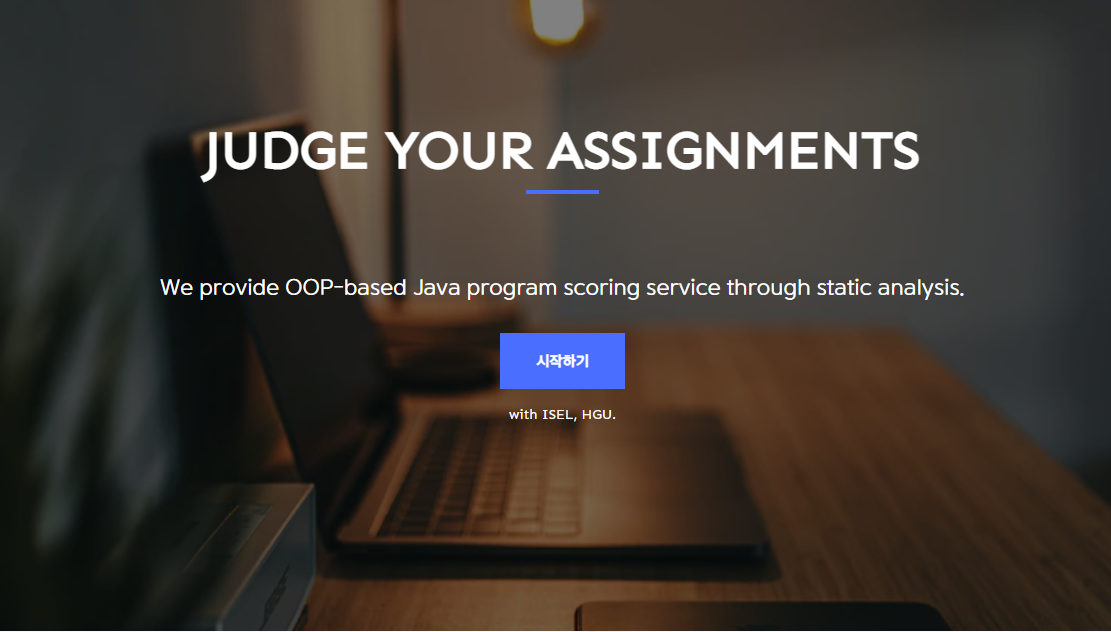 JUDGE YOUR ASSIGNMENTS
We provide OOP-based Java program scoring service through static analysis.
시작하기
with ISEL, HGU.